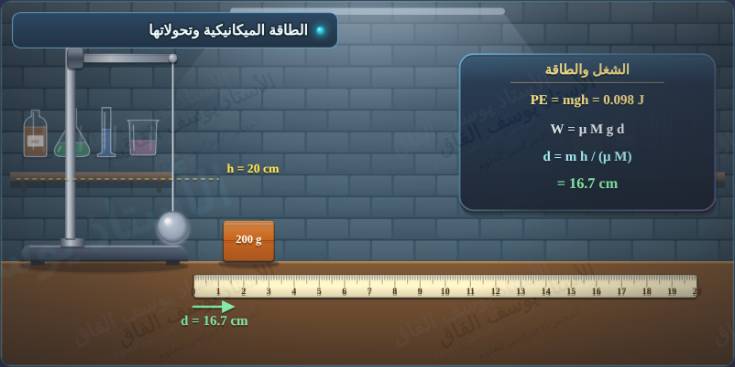 الطاقة الميكانيكية وتحولاتها
الشغل والطاقة
PE = mgh = 0.098 J
W = μ M g d
d = m h / (μ M)
= 16.7 cm
h = 20 cm
200 g
1 2 3 4 5 6 7 8 9 10 11 12 13 14 15 16 17 18 19 20
d = 16.7 cm